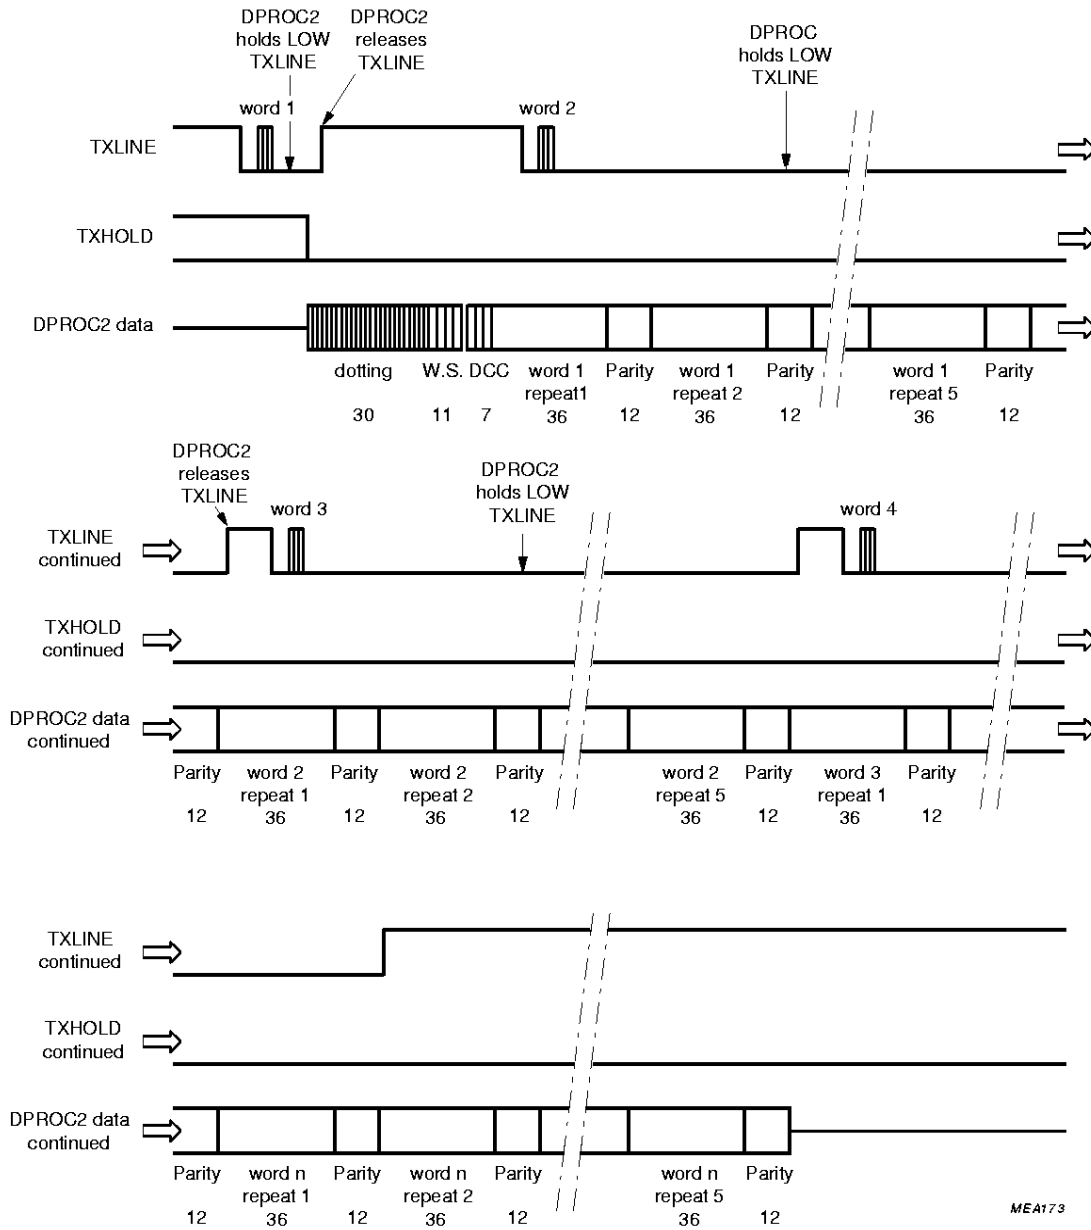 DPROC2
holds LOW
TXLINE
DPROC2
releases
TXLINE
DPROC
holds LOW
TXLINE
word 1
word 2
TXLINE
TXHOLD
DPROC2 data
dotting
W.S.
DCC
word 1
repeat1
Parity
word 1
repeat 2
Parity
word 1
repeat 5
Parity
30
11
7
36
12
36
12
36
12
DPROC2
releases
TXLINE
word 3
DPROC2
holds LOW
TXLINE
word 4
TXLINE
continued
TXHOLD
continued
DPROC2 data
continued
Parity
word 2
repeat 1
Parity
word 2
repeat 2
Parity
word 2
repeat 5
Parity
word 3
repeat 1
Parity
12
36
12
36
12
36
12
36
12
TXLINE
continued
TXHOLD
continued
DPROC2 data
continued
Parity
word n
repeat 1
Parity
word n
repeat 2
Parity
word n
repeat 5
Parity
12
36
12
36
12
36
12
MEA173